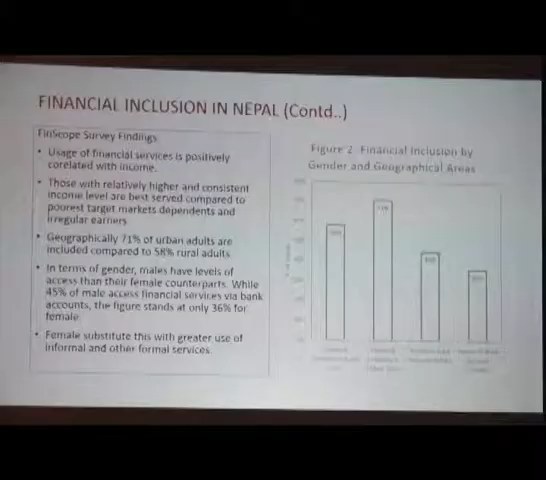 FINANCIAL INCLUSION IN NEPAL (Contd..)
FinScope Survey Findings
• Usage of financial services is positively
corelated with income.
• Those with relatively higher and consistent
income level are best served compared to
poorest target markets dependents and
irregular earners
• Geographically 71% of urban adults are
included compared to 58% rural adults
• In terms of gender, males have levels of
access than their female counterparts. While
45% of male access financial services via bank
accounts, the figure stands at only 36% for
female.
• Female substitute this with greater use of
informal and other formal services.
Figure 2 Financial Inclusion by
Gender and Geographical Areas
71%